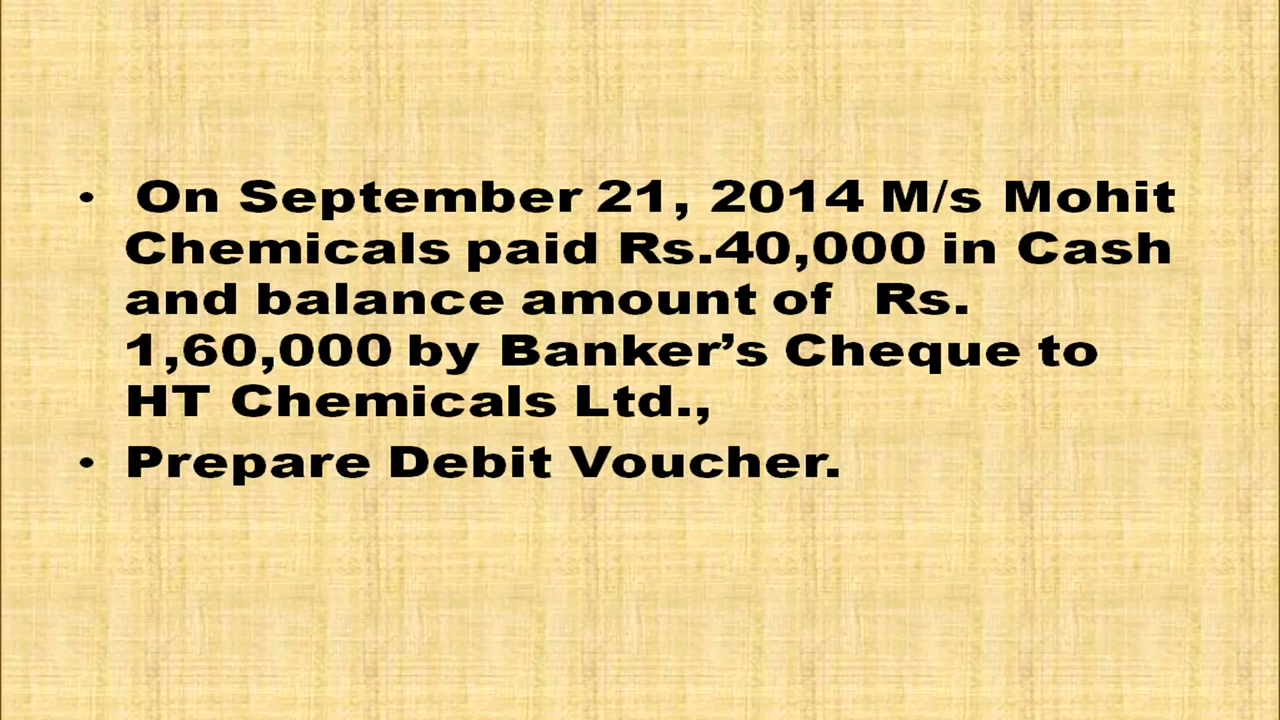 • On September 21, 2014 M/s Mohit
Chemicals paid Rs.40,000 in Cash
and balance amount of Rs.
1,60,000 by Banker’s Cheque to
HT Chemicals Ltd.,
• Prepare Debit Voucher.